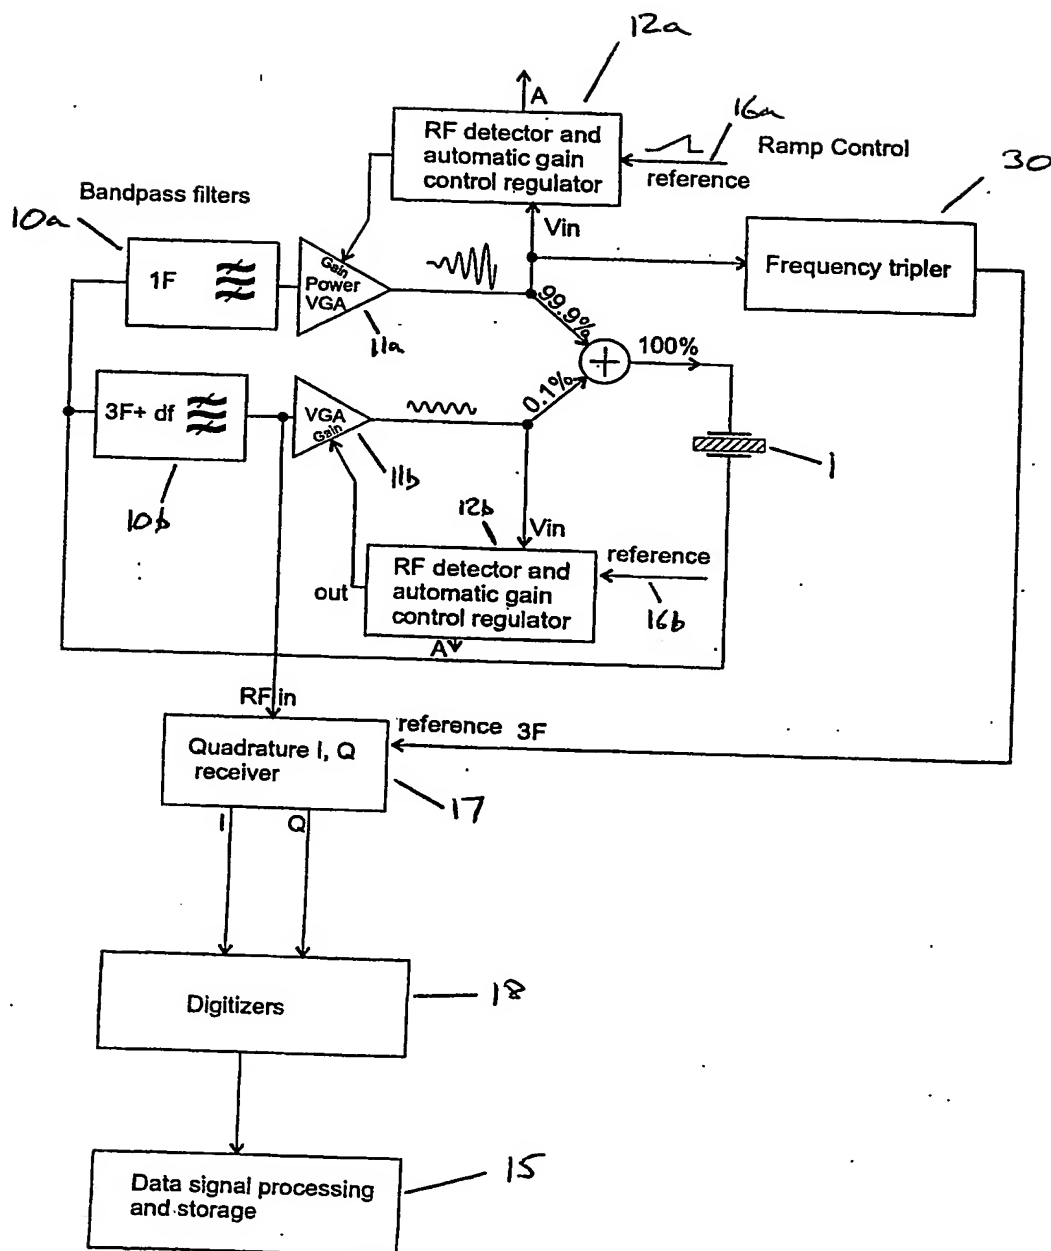 12a
A
RF detector and
automatic gain
control regulator
16a
Ramp Control
reference
30
Bandpass filters
10a
Vin
1F
Gain
Power
VGA
Frequency tripler
11a
99.9%
+
100%
3F+ df
VGA
Gain
0.1%
1
11b
10b
12b
Vin
reference
RF detector and
automatic gain
control regulator
out
16b
A
RF in
reference 3F
Quadrature I, Q
receiver
17
I
Q
Digitizers
18
Data signal processing
and storage
15